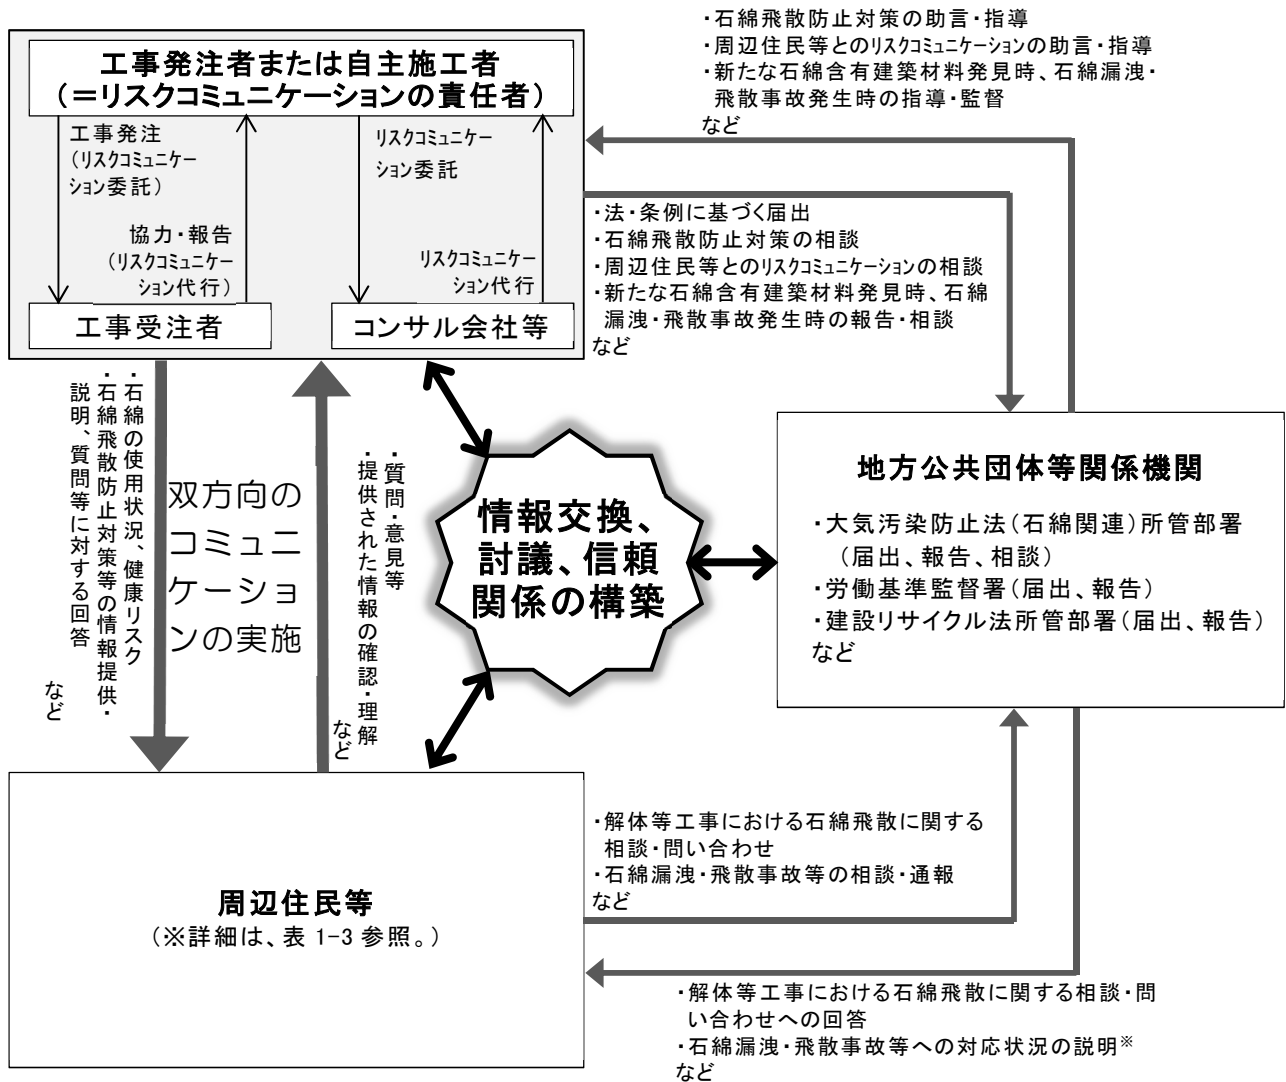 ・石綿飛散防止対策の助言・指導
・周辺住民等とのリスクコミュニケーションの助言・指導
・新たな石綿含有建築材料発見時、石綿漏洩・
飛散事故発生時の指導・監督
など
工事発注者または自主施工者
（＝リスクコミュニケーションの責任者）
工事発注
（リスクコミュニケー
ション委託）
協力・報告
（リスクコミュニケー
ション代行）
リスクコミュニケー
ション委託
リスクコミュニケー
ション代行
工事受注者
コンサル会社等
・法・条例に基づく届出
・石綿飛散防止対策の相談
・周辺住民等とのリスクコミュニケーションの相談
・新たな石綿含有建築材料発見時、石綿
漏洩・飛散事故発生時の報告・相談
など
・石綿の使用状況、健康リスク
・石綿飛散防止対策等の情報提供・
説明、質問等に対する回答
など
双方向の
コミュニ
ケーショ
ンの実施
・質問・意見等
・提供された情報の確認・理解
など
情報交換、
討議、信頼
関係の構築
地方公共団体等関係機関
・大気汚染防止法（石綿関連）所管部署
（届出、報告、相談）
・労働基準監督署（届出、報告）
・建設リサイクル法所管部署（届出、報告）
など
周辺住民等
（※詳細は、表 1-3 参照。）
・解体等工事における石綿飛散に関する
相談・問い合わせ
・石綿漏洩・飛散事故等の相談・通報
など
・解体等工事における石綿飛散に関する相談・問
い合わせへの回答
・石綿漏洩・飛散事故等への対応状況の説明※
など